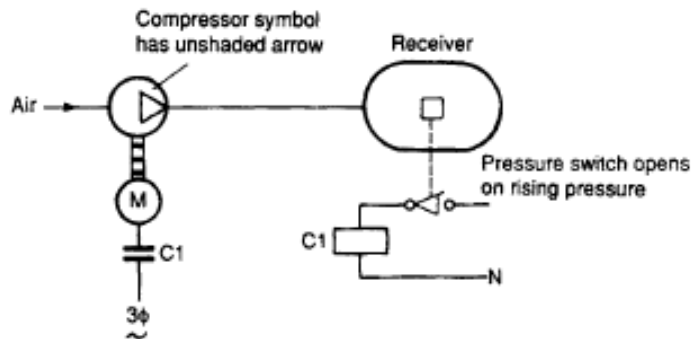 Compressor symbol
has unshaded arrow
Receiver
Air
Pressure switch opens
on rising pressure
M
C1
C1
N
3ϕ
~